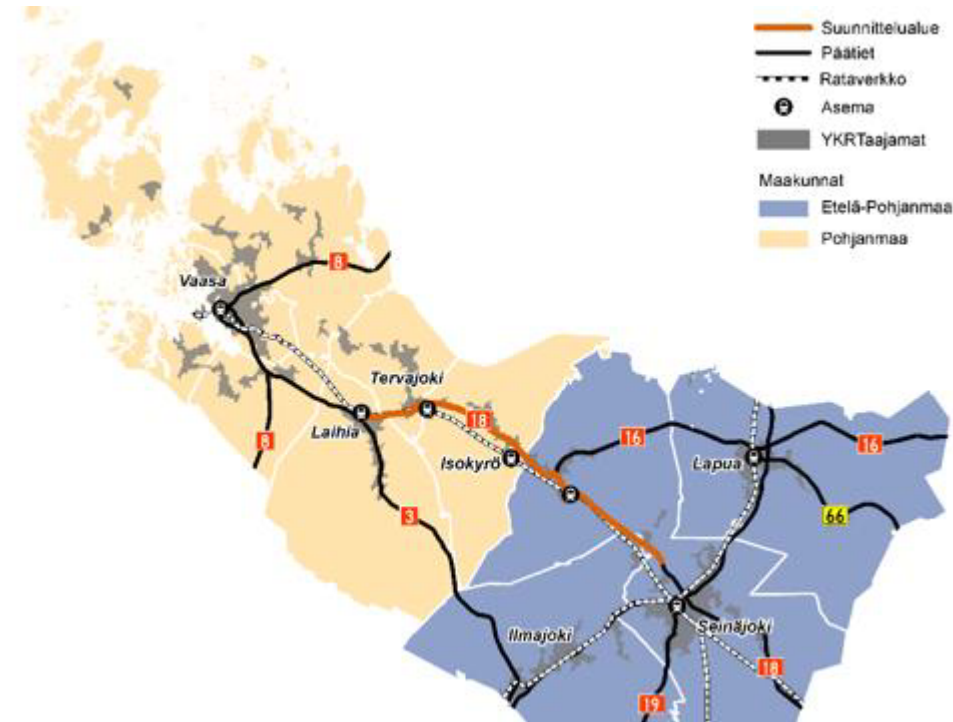 Suunnittelualue
Päätiet
Rataverkko
Asema
YKRTaajamat
Maakunnat
Etelä-Pohjanmaa
Pohjanmaa
8
Vaasa
Tervajoki
18
Laihia
8
16
16
Isokyrö
Lapua
3
66
Ilmajoki
Seinäjoki
18
19